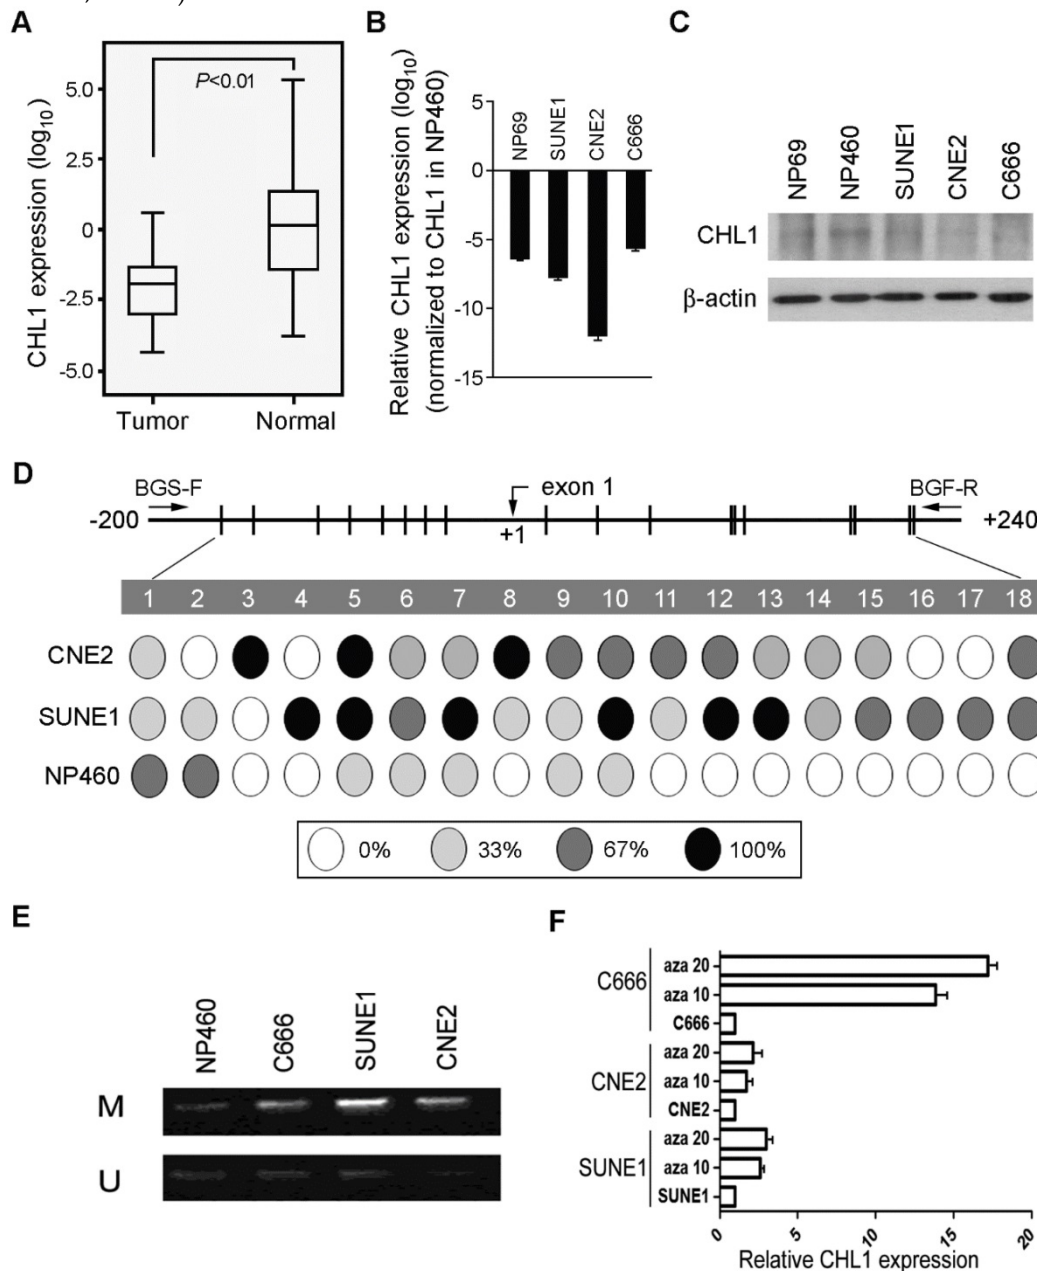 A
CHL1 expression (log10)
P<0.01
5.0
2.5
0
-2.5
-5.0
Tumor Normal
B
Relative CHL1 expression (log10)
(normalized to CHL1 in NP460)
5
0
-5
-10
-15
NP69 SUNE1 CNE2 C666
C
NP69 NP460 SUNE1 CNE2 C666
CHL1
β-actin
D
BGS-F exon 1 BGF-R
-200 +1 +240
1 2 3 4 5 6 7 8 9 10 11 12 13 14 15 16 17 18
CNE2
SUNE1
NP460
0% 33% 67% 100%
E
NP460 C666 SUNE1 CNE2
M
U
F
C666
aza 20
aza 10
C666
CNE2
aza 20
aza 10
CNE2
SUNE1
aza 20
aza 10
SUNE1
0 5 10 15 20
Relative CHL1 expression